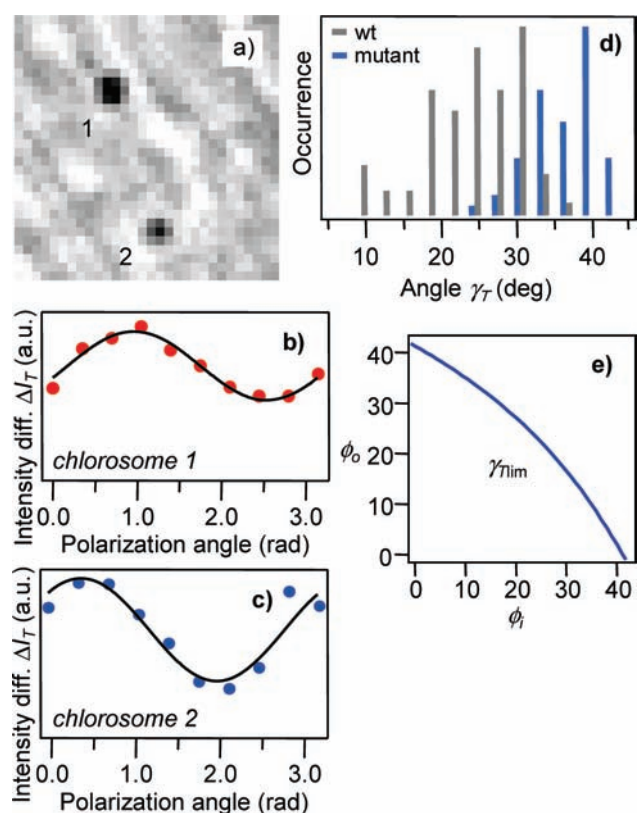 a)
1
2
d)
wt
mutant
Occurrence
10 20 30 40
Angle γT (deg)
b)
Intensity diff. ΔIT (a.u.)
chlorosome 1
0.0 1.0 2.0 3.0
Polarization angle (rad)
c)
Intensity diff. ΔIT (a.u.)
chlorosome 2
0.0 1.0 2.0 3.0
Polarization angle (rad)
e)
40
30
ϕo 20
10
0
γTlim
0 10 20 30 40
ϕi